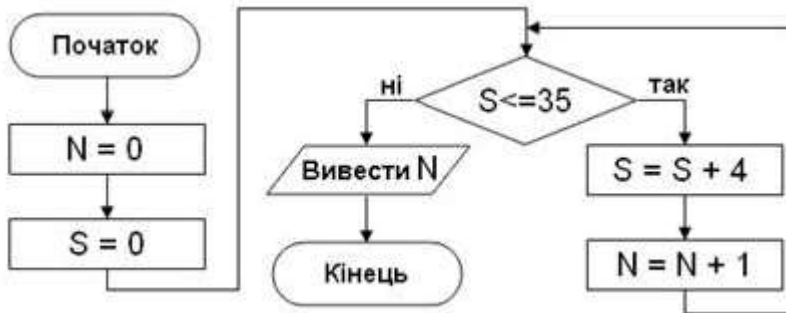 Початок
N = 0
S = 0
S<=35
ні
так
Вивести N
Кінець
S = S + 4
N = N + 1